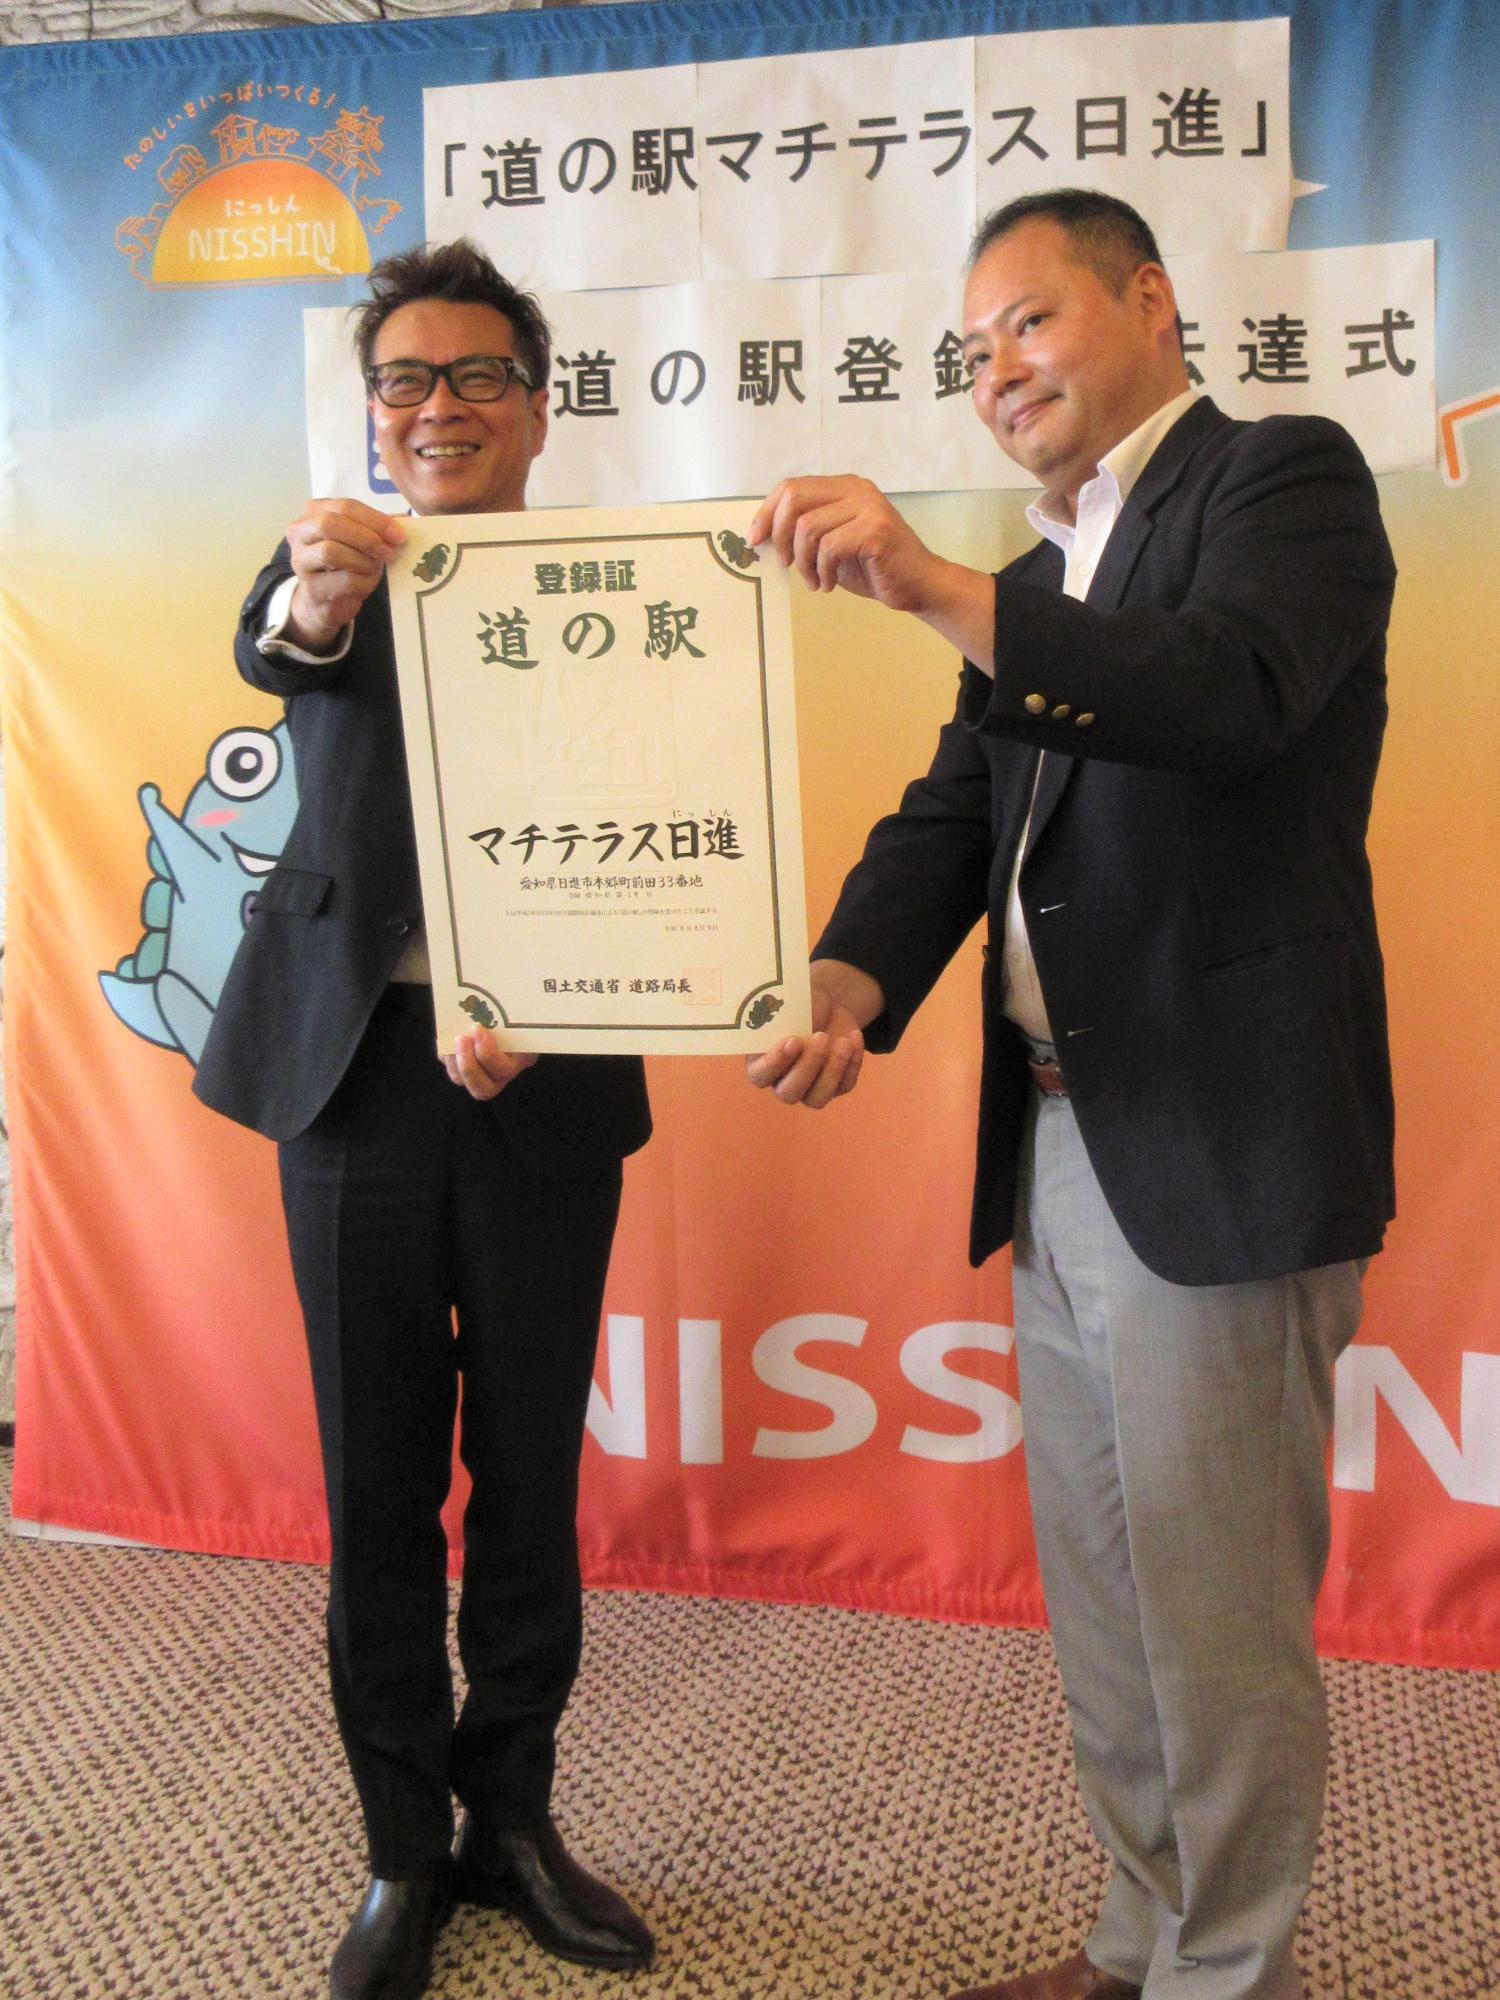 たのしいをいっぱいつくる!
にっしん
NISSHIN
「道の駅マチテラス日進」
道の駅登録 達式
登録証
道の駅
にっしん
マチテラス日進
愛知県日進市本郷町前田33番地
国土交通省 道路局長
NISS N